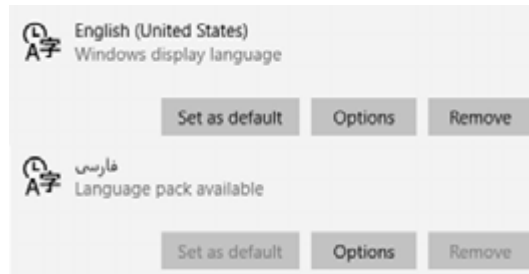 English (United States)
Windows display language
Set as default Options Remove
فارسی
Language pack available
Set as default Options Remove